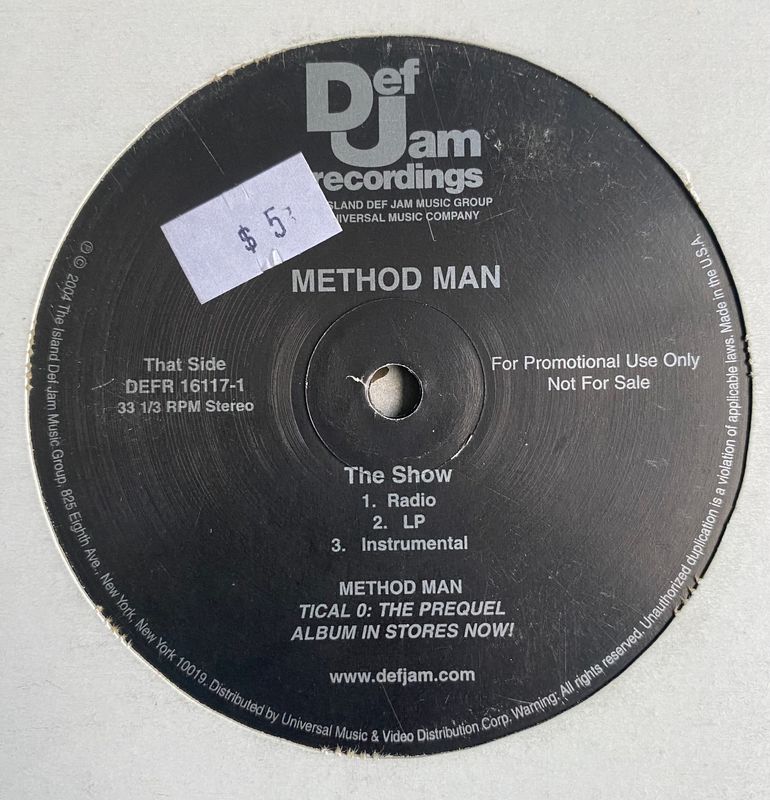 Def
Jam
recordings
ISLAND DEF JAM MUSIC GROUP
UNIVERSAL MUSIC COMPANY
$ 5
METHOD MAN
That Side
DEFR 16117-1
33 1/3 RPM Stereo
For Promotional Use Only
Not For Sale
The Show
1. Radio
2. LP
3. Instrumental
METHOD MAN
TICAL 0: THE PREQUEL
ALBUM IN STORES NOW!
www.defjam.com
℗ © 2004 The Island Def Jam Music Group, 825 Eighth Ave., New York, New York 10019. Distributed by Universal Music & Video Distribution Corp. Warning: All rights reserved. Unauthorized duplication is a violation of applicable laws. Made in the U.S.A.